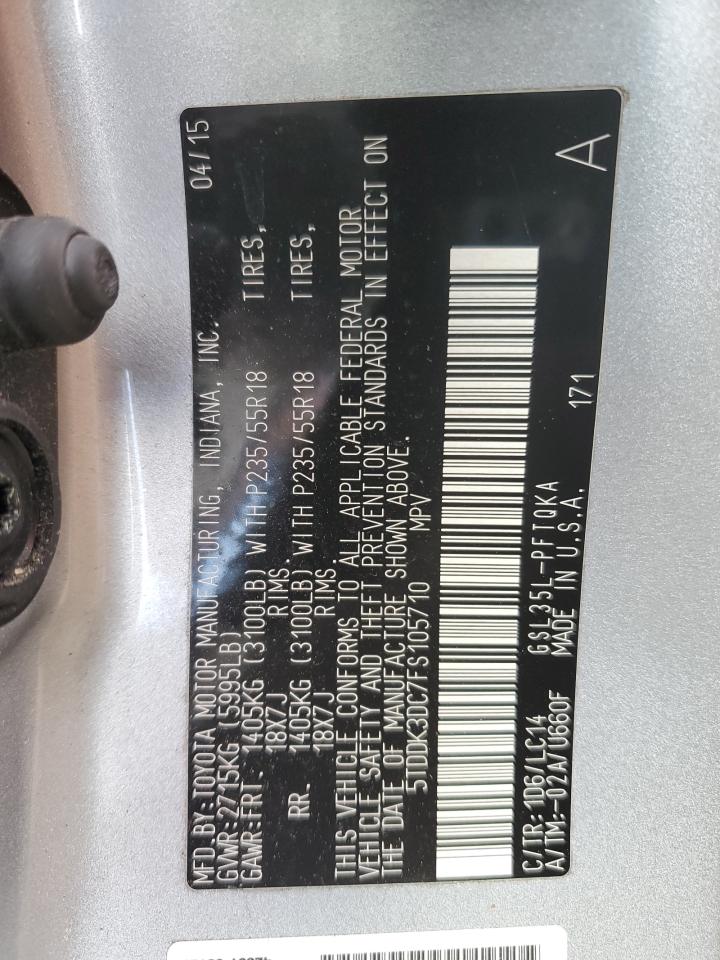 MFD.BY:TOYOTA MOTOR MANUFACTURING, INDIANA, INC. 04/15
GVWR:2715KG (5995LB)
GAWR:FRT. 1405KG (3100LB) WITH P235/55R18 TIRES,
18X7J RIMS.
RR. 1405KG (3100LB) WITH P235/55R18 TIRES,
18X7J RIMS.
THIS VEHICLE CONFORMS TO ALL APPLICABLE FEDERAL MOTOR
VEHICLE SAFETY AND THEFT PREVENTION STANDARDS IN EFFECT ON
THE DATE OF MANUFACTURE SHOWN ABOVE.
5TDDK3DC7FS105710 MPV
C/TR:1D6/LC14 GSL35L-PFTQKA 171 A
A/TM:-02A/U660F MADE IN U.S.A.